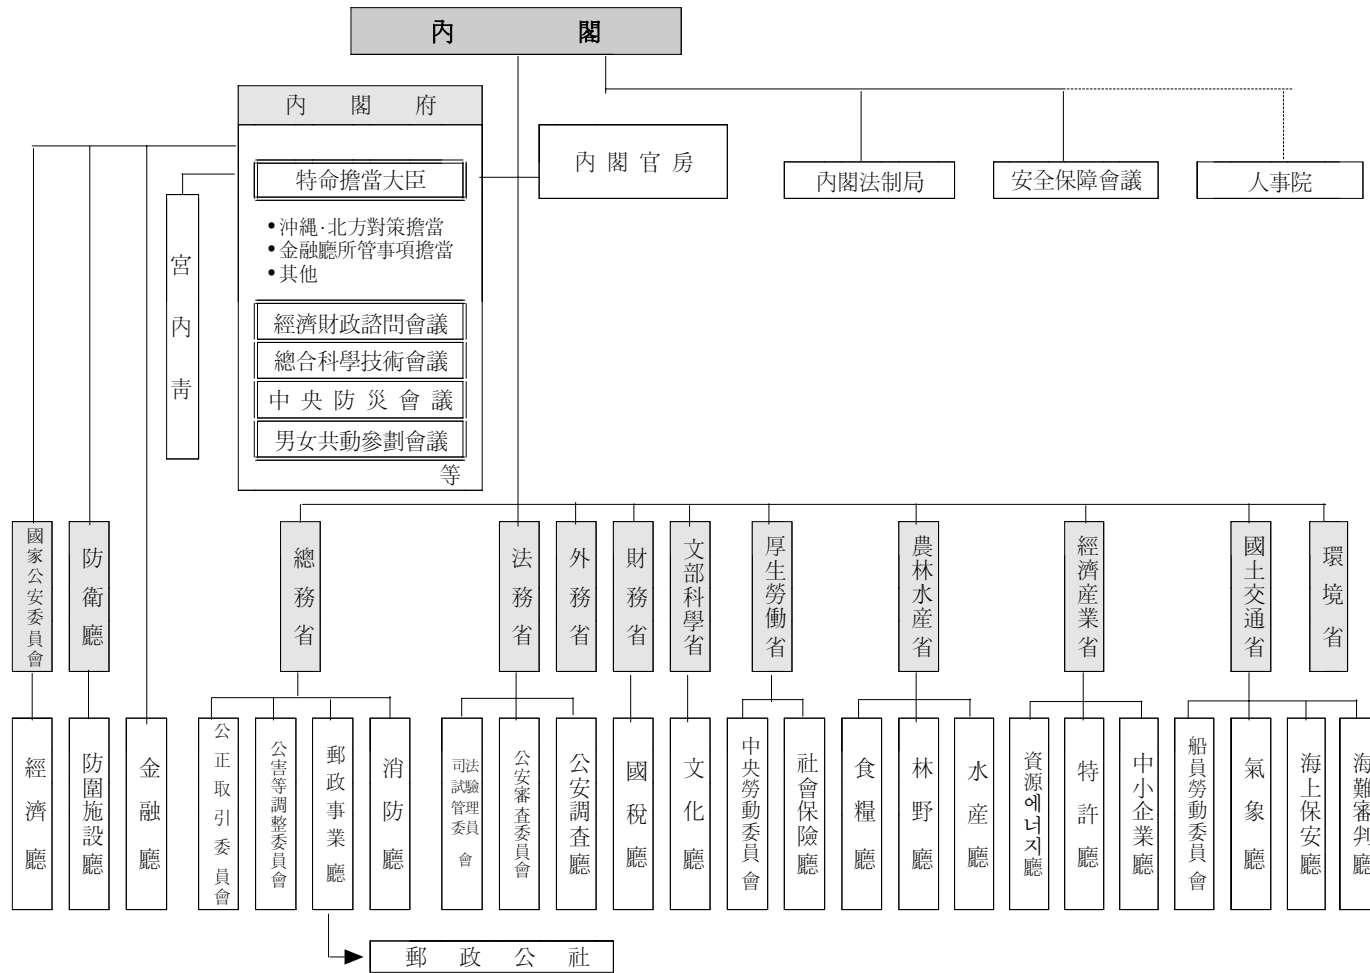 內 閣
內 閣 府
特命擔當大臣
•沖縄·北方對策擔當
•金融廳所管事項擔當
•其他
經濟財政諮問會議
總合科學技術會議
中 央 防 災 會 議
男女共動參劃會議
等
宮內靑
內 閣 官 房
內閣法制局
安全保障會議
人事院
國家公安委員會
防衛廳
總務省
法務省
外務省
財務省
文部科學省
厚生勞働省
農林水産省
經濟産業省
國土交通省
環境省
經濟廳
防圍施設廳
金融廳
公正取引委員會
公害等調整委員會
郵政事業廳
消防廳
司法
試驗
管理
委員
會
公安審査委員會
公安調査廳
國稅廳
文化廳
中央勞動委員會
社會保險廳
食糧廳
林野廳
水産廳
資源에너지廳
特許廳
中小企業廳
船員勞動委員會
氣象廳
海上保安廳
海難審判廳
郵 政 公 社